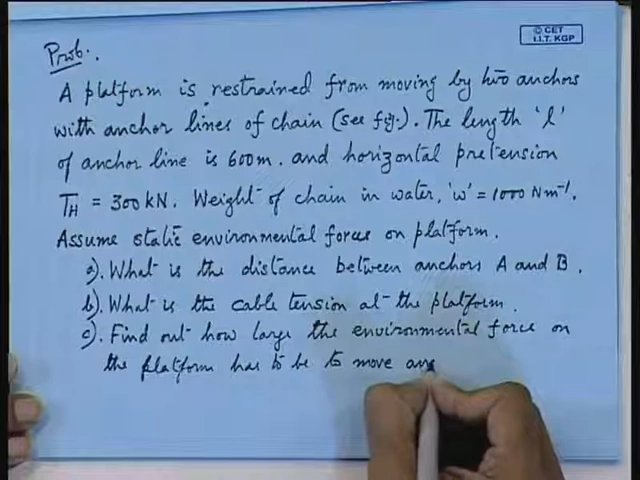 © CET
I.I.T. KGP
Prob.
A platform is restrained from moving by two anchors
with anchor lines of chain (see fig.). The length 'l'
of anchor line is 600m. and horizontal pretension
T_H = 300 kN. Weight of chain in water, 'w' = 1000 Nm⁻¹.
Assume static environmental forces on platform.
a). What is the distance between anchors A and B.
b). What is the cable tension at the platform.
c). Find out how large the environmental force on
the platform has to be to move any